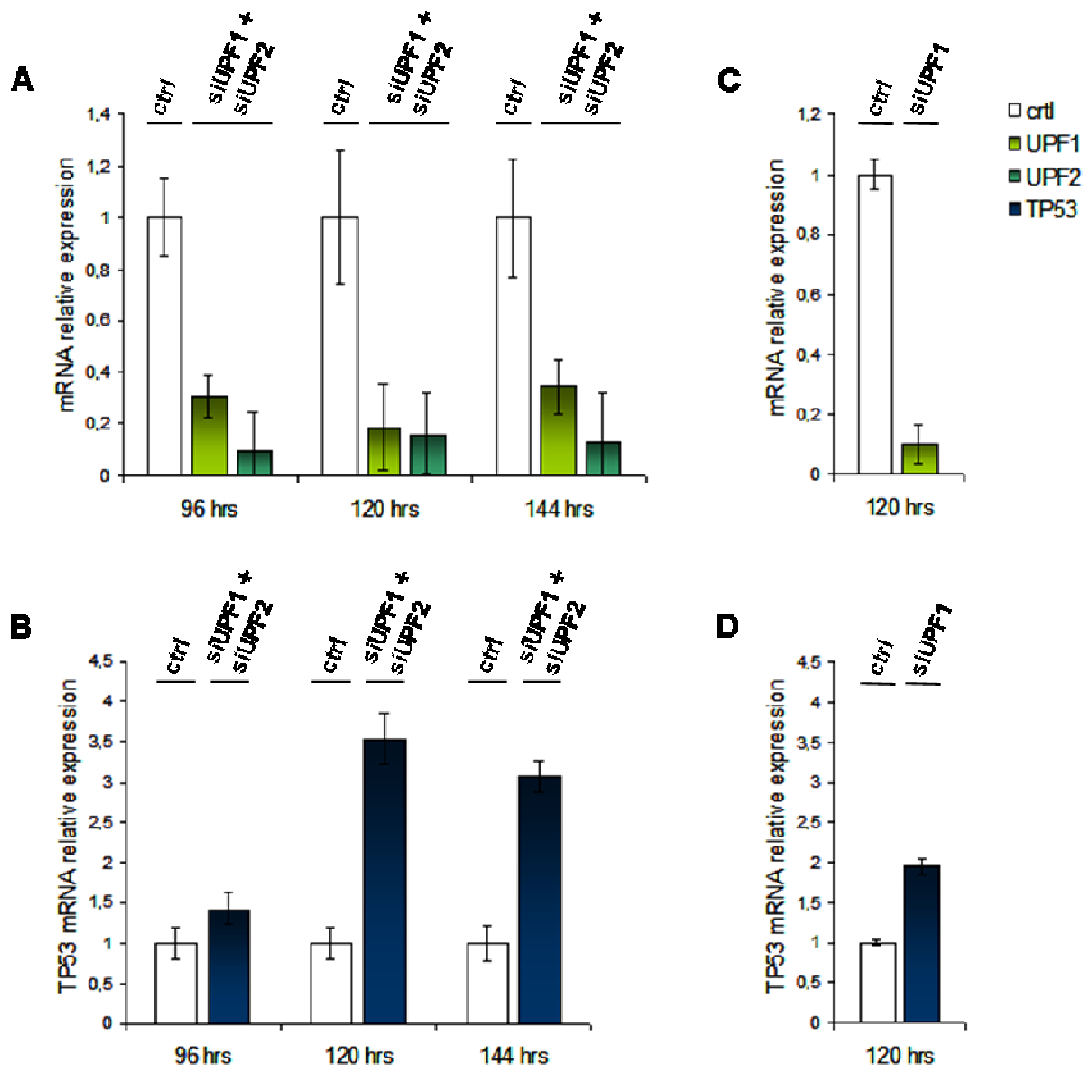 A
ctrl
siUPF1 +
siUPF2
ctrl
siUPF1 +
siUPF2
ctrl
siUPF1 +
siUPF2
mRNA relative expression
1,4
1,2
1
0,8
0,6
0,4
0,2
0
96 hrs
120 hrs
144 hrs
C
ctrl
siUPF1
mRNA relative expression
1,2
1
0,8
0,6
0,4
0,2
0
120 hrs
crtl
UPF1
UPF2
TP53
B
ctrl
siUPF1 +
siUPF2
ctrl
siUPF1 +
siUPF2
ctrl
siUPF1 +
siUPF2
TP53 mRNA relative expression
4,5
4
3,5
3
2,5
2
1,5
1
0,5
0
96 hrs
120 hrs
144 hrs
D
ctrl
siUPF1
TP53 mRNA relative expression
4,5
4
3,5
3
2,5
2
1,5
1
0,5
0
120 hrs